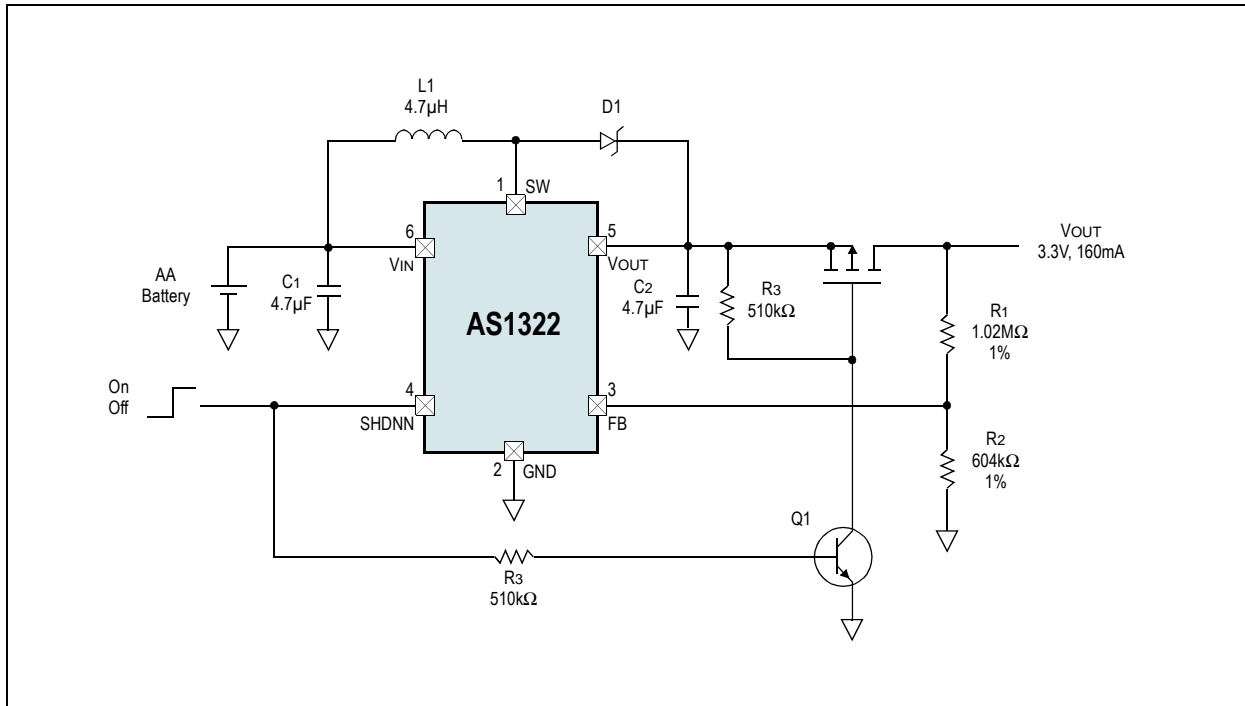 L1
4.7µH
D1
1
SW
6
VIN
5
VOUT
VOUT
3.3V, 160mA
AA
Battery
C1
4.7µF
C2
4.7µF
R3
510kΩ
R1
1.02MΩ
1%
AS1322
On
Off
4
SHDNN
3
FB
2
GND
R2
604kΩ
1%
Q1
R3
510kΩ